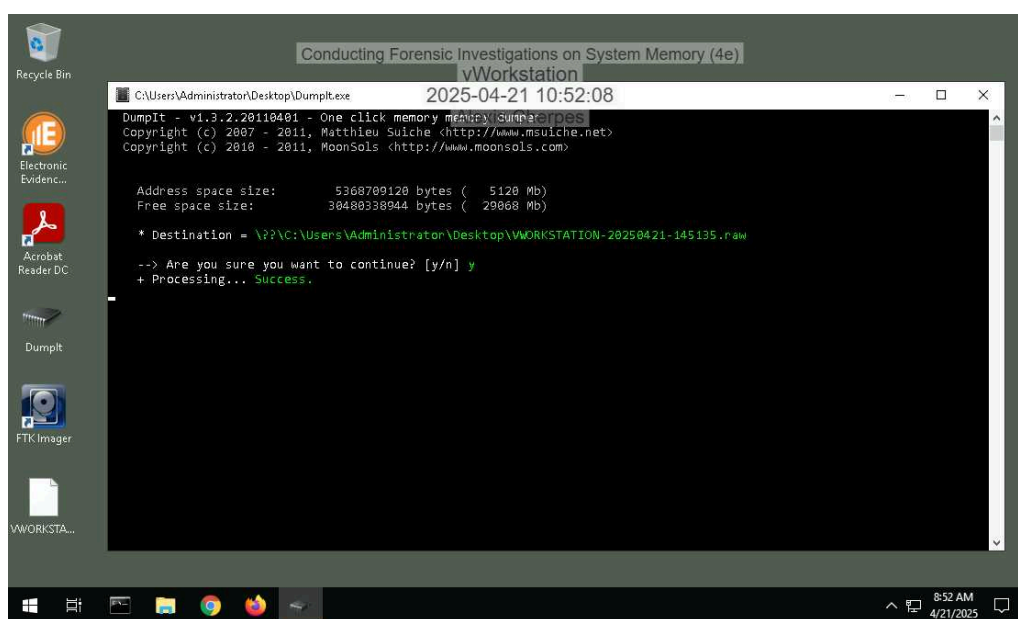 Recycle Bin
Electronic
Evidenc...
Acrobat
Reader DC
DumpIt
FTK Imager
VWORKSTA...
Conducting Forensic Investigations on System Memory (4e)
vWorkstation
2025-04-21 10:52:08
C:\Users\Administrator\Desktop\DumpIt.exe
DumpIt - v1.3.2.20110401 - One click memory memory dumper
Copyright (c) 2007 - 2011, Matthieu Suiche <http://www.msuiche.net>
Copyright (c) 2010 - 2011, MoonSols <http://www.moonsols.com>
Address space size: 5368709120 bytes ( 5120 Mb)
Free space size: 30480338944 bytes ( 29068 Mb)
* Destination = \??\C:\Users\Administrator\Desktop\VWORKSTATION-20250421-145135.raw
--> Are you sure you want to continue? [y/n] y
+ Processing... Success.
8:52 AM
4/21/2025